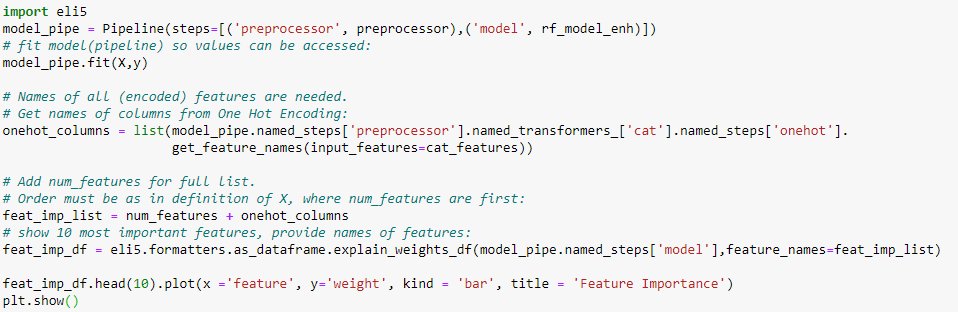 import eli5
model_pipe = Pipeline(steps=[('preprocessor', preprocessor),('model', rf_model_enh)])
# fit model(pipeline) so values can be accessed:
model_pipe.fit(X,y)

# Names of all (encoded) features are needed.
# Get names of columns from One Hot Encoding:
onehot_columns = list(model_pipe.named_steps['preprocessor'].named_transformers_['cat'].named_steps['onehot'].
                      get_feature_names(input_features=cat_features))

# Add num_features for full list.
# Order must be as in definition of X, where num_features are first:
feat_imp_list = num_features + onehot_columns
# show 10 most important features, provide names of features:
feat_imp_df = eli5.formatters.as_dataframe.explain_weights_df(model_pipe.named_steps['model'],feature_names=feat_imp_list)

feat_imp_df.head(10).plot(x ='feature', y='weight', kind = 'bar', title = 'Feature Importance')
plt.show()